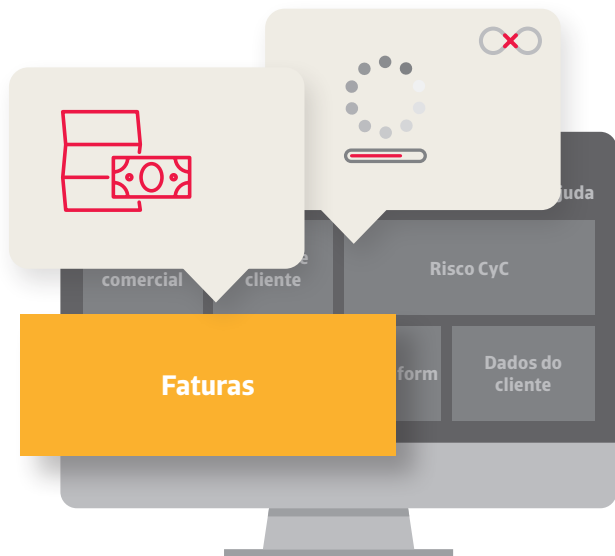 juda
comercial
e
cliente
Risco CyC
Faturas
form
Dados do
cliente